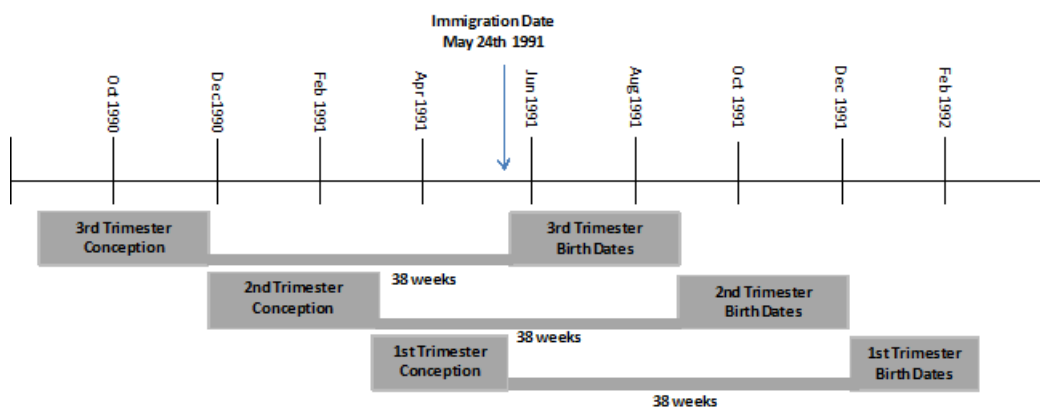 Immigration Date
May 24th 1991
Oct 1990
Dec1990
Feb 1991
Apr 1991
Jun 1991
Aug 1991
Oct 1991
Dec 1991
Feb 1992
3rd Trimester
Conception
3rd Trimester
Birth Dates
38 weeks
2nd Trimester
Conception
2nd Trimester
Birth Dates
38 weeks
1st Trimester
Conception
1st Trimester
Birth Dates
38 weeks